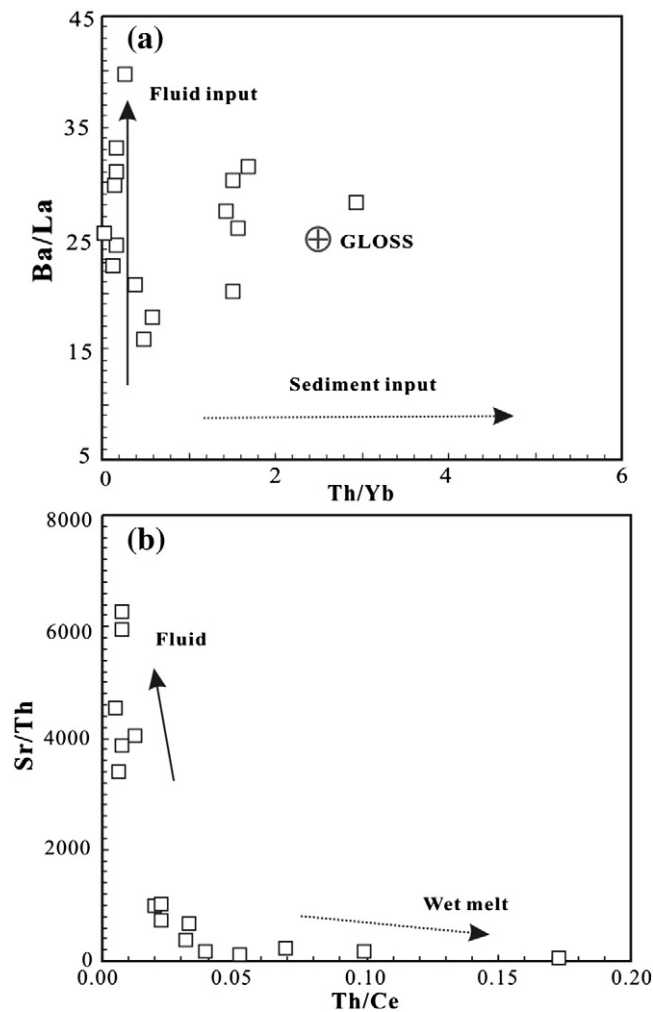 (a)
45
35
25
15
5
Ba/La
Fluid input
GLOSS
Sediment input
0 2 4 6
Th/Yb
(b)
8000
6000
4000
2000
0
Sr/Th
Fluid
Wet melt
0.00 0.05 0.10 0.15 0.20
Th/Ce